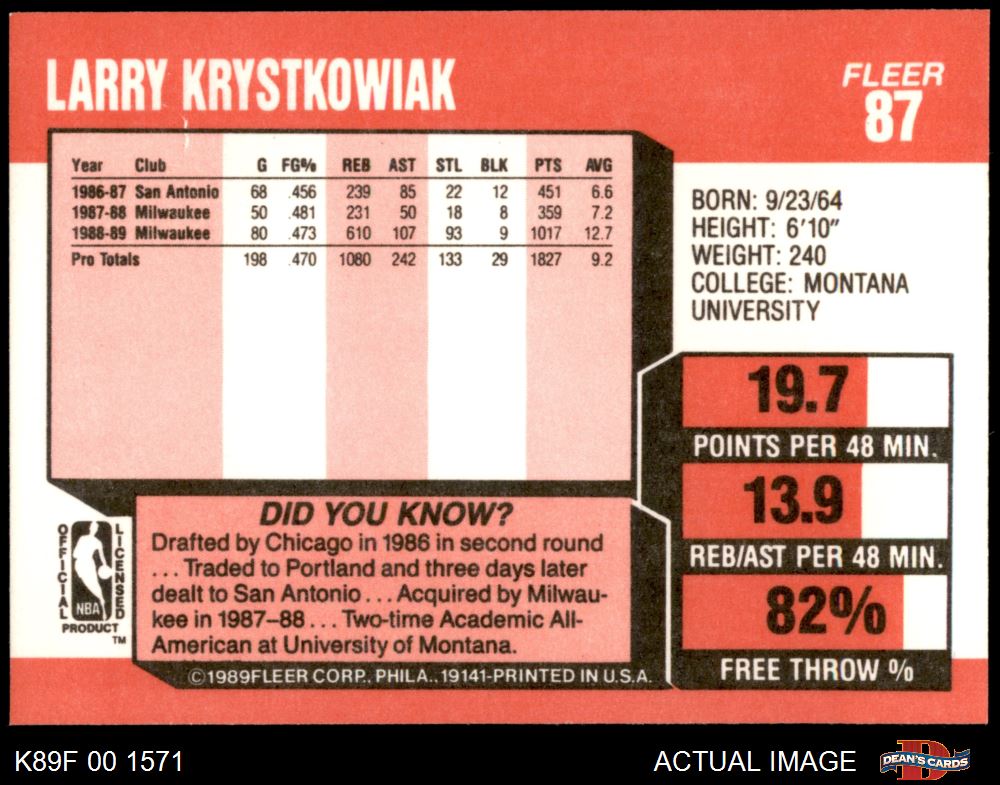 LARRY KRYSTKOWIAK
FLEER
87
Year Club G FG% REB AST STL BLK PTS AVG
1986-87 San Antonio 68 .456 239 85 22 12 451 6.6
1987-88 Milwaukee 50 .481 231 50 18 8 359 7.2
1988-89 Milwaukee 80 .473 610 107 93 9 1017 12.7
Pro Totals 198 .470 1080 242 133 29 1827 9.2
BORN: 9/23/64
HEIGHT: 6'10"
WEIGHT: 240
COLLEGE: MONTANA
UNIVERSITY
19.7
POINTS PER 48 MIN.
13.9
REB/AST PER 48 MIN.
82%
FREE THROW %
DID YOU KNOW?
Drafted by Chicago in 1986 in second round
... Traded to Portland and three days later
dealt to San Antonio ... Acquired by Milwau-
kee in 1987–88 ... Two-time Academic All-
American at University of Montana.
OFFICIAL
LICENSED
NBA
PRODUCT
TM
©1989FLEER CORP., PHILA., 19141-PRINTED IN U.S.A.
K89F 00 1571
ACTUAL IMAGE
D
DEAN'S CARDS